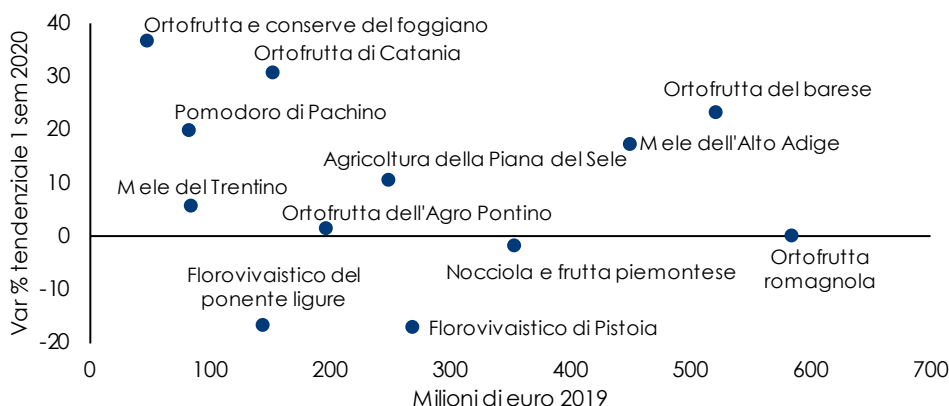 Var % tendenziale 1 sem 2020
40
30
20
10
0
-10
-20
Ortofrutta e conserve del foggiano
Ortofrutta di Catania
Ortofrutta del barese
Pomodoro di Pachino
Mele dell'Alto Adige
Agricoltura della Piana del Sele
Mele del Trentino
Ortofrutta dell'Agro Pontino
Nocciola e frutta piemontese
Ortofrutta
romagnola
Florovivaistico del
ponente ligure
Florovivaistico di Pistoia
0 100 200 300 400 500 600 700
Milioni di euro 2019